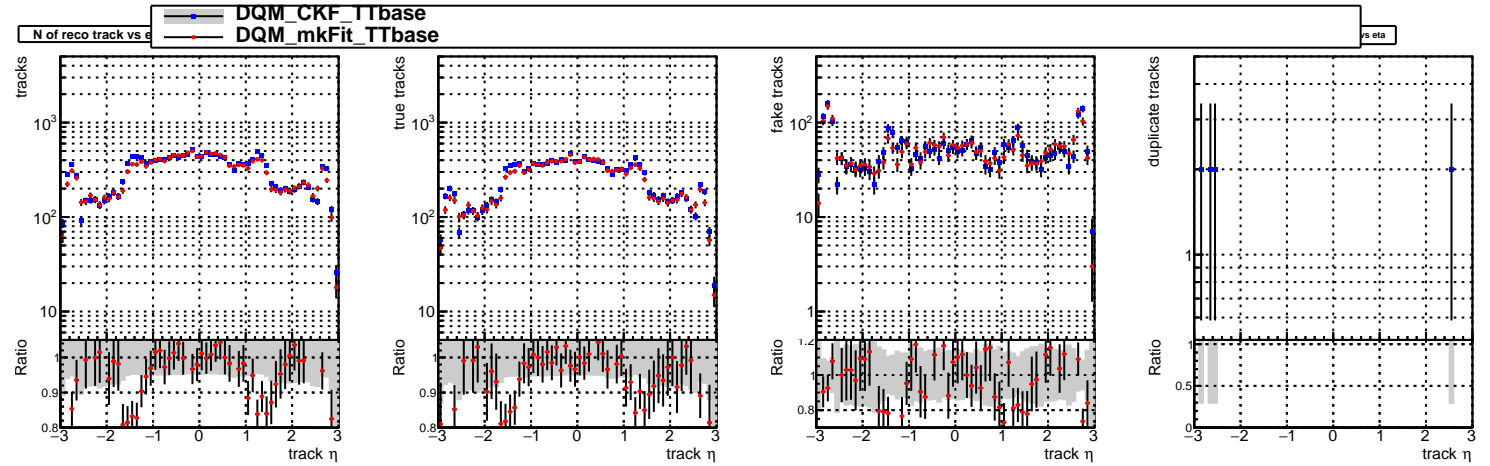 DQM_CKF_TTbase
DQM_mkFit_TTbase
N of reco track vs e
vs eta
tracks
10³
10²
10
Ratio
1
0.9
0.8
−3 −2 −1 0 1 2 3
track η
true tracks
10³
10²
10
Ratio
1
0.9
0.8
−3 −2 −1 0 1 2 3
track η
fake tracks
10²
10
1
Ratio
1.2
1
0.8
−3 −2 −1 0 1 2 3
track η
duplicate tracks
1
Ratio
1
0.5
0
−3 −2 −1 0 1 2 3
track η